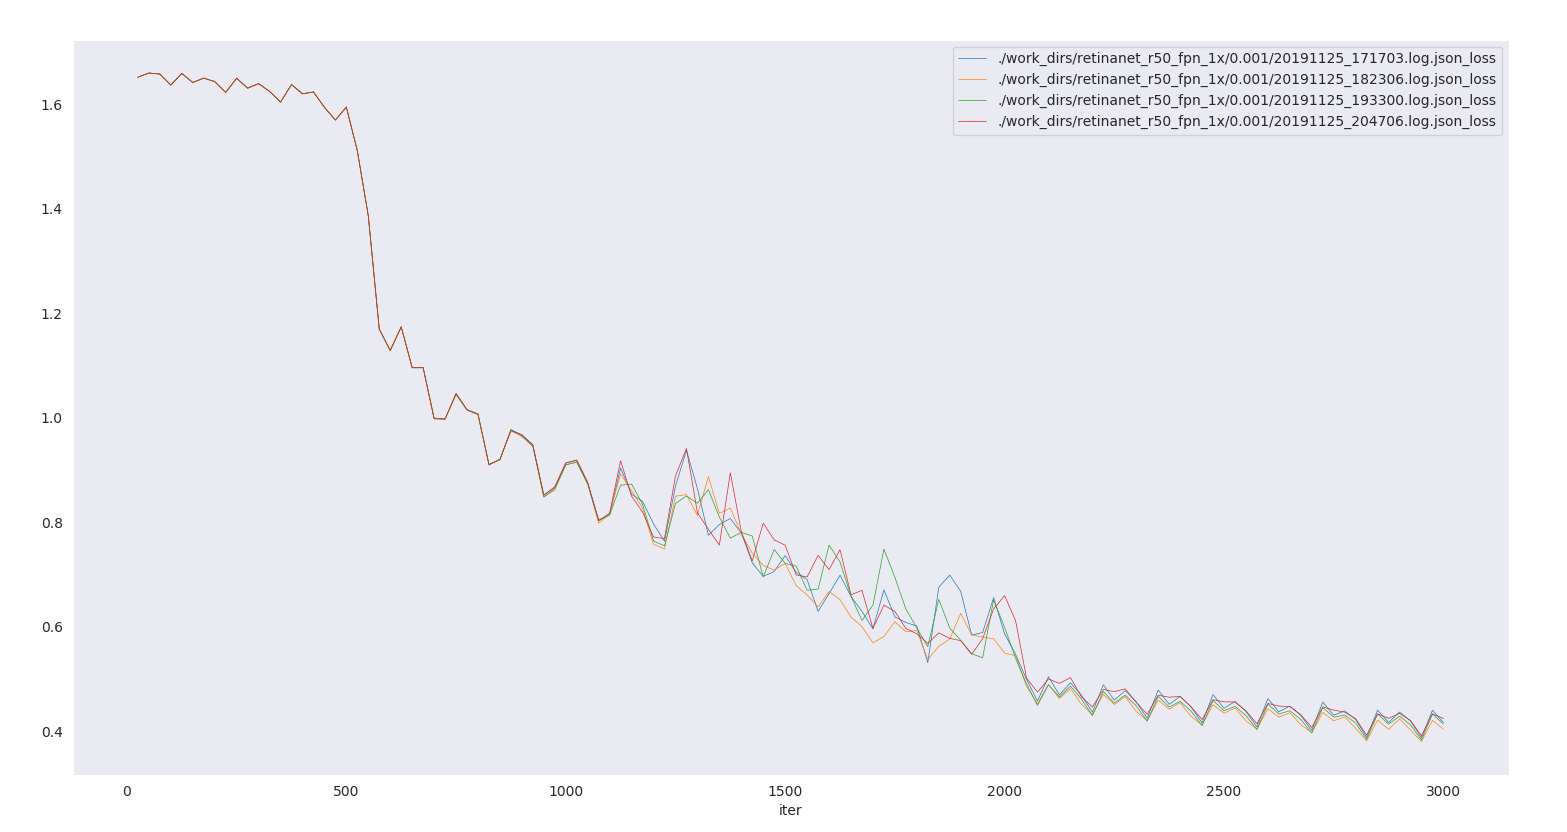 ./work_dirs/retinanet_r50_fpn_1x/0.001/20191125_171703.log.json_loss
./work_dirs/retinanet_r50_fpn_1x/0.001/20191125_182306.log.json_loss
./work_dirs/retinanet_r50_fpn_1x/0.001/20191125_193300.log.json_loss
./work_dirs/retinanet_r50_fpn_1x/0.001/20191125_204706.log.json_loss
1.6
1.4
1.2
1.0
0.8
0.6
0.4
0 500 1000 1500 2000 2500 3000
iter